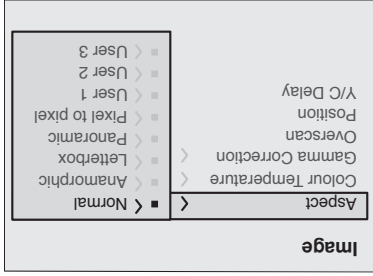 Image
Aspect
Colour Temperature
Gamma Correction
Overscan
Position
Y/C Delay
Normal
Anamorphic
Letterbox
Panoramic
Pixel to pixel
User 1
User 2
User 3